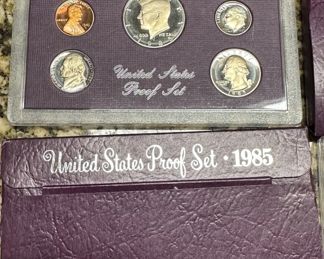 United States
Proof Set
United States Proof Set · 1985